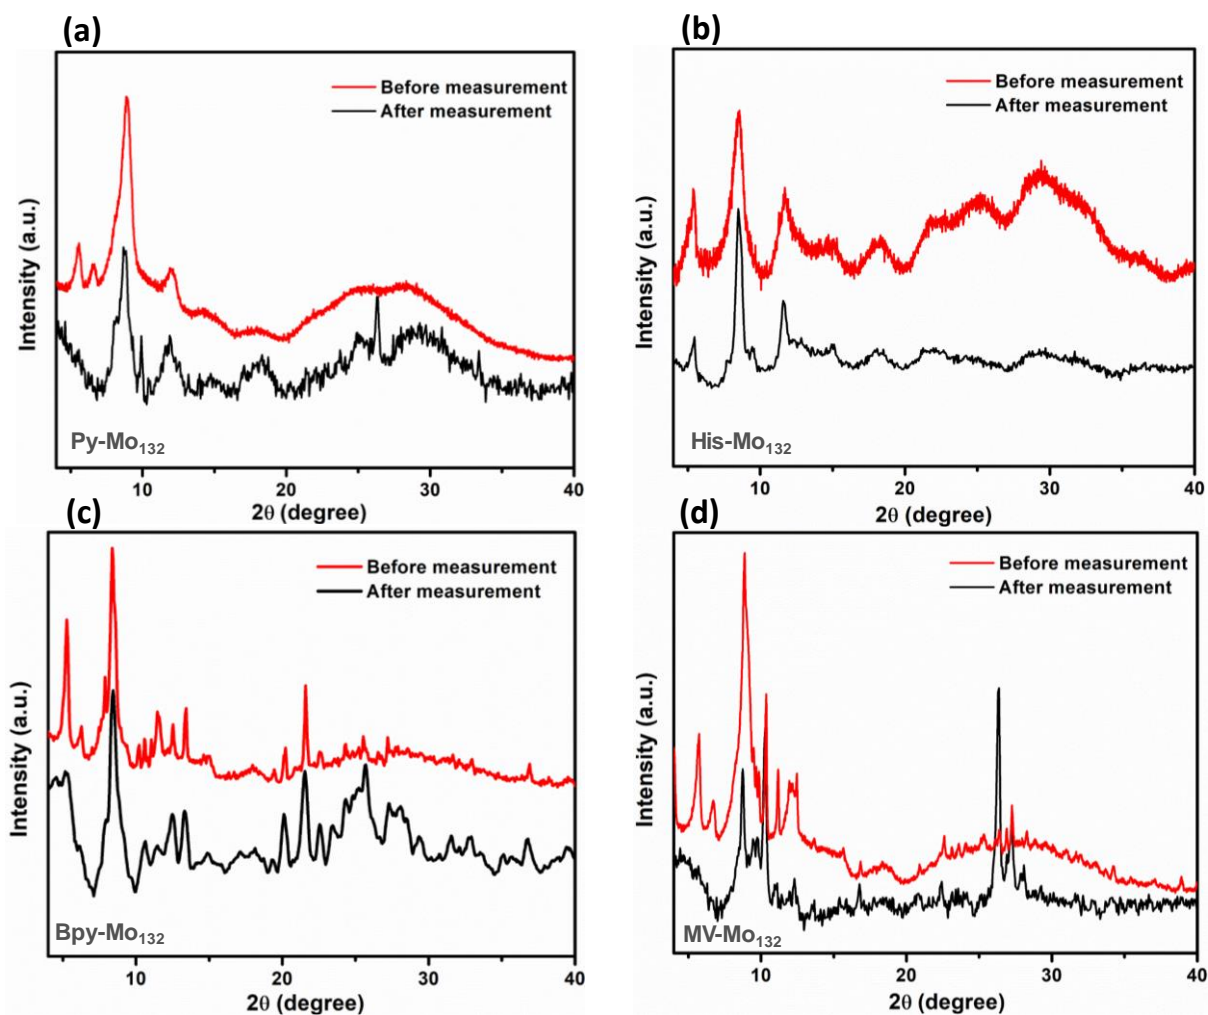 (a)
Before measurement
After measurement
Intensity (a.u.)
Py-Mo₁₃₂
10 20 30 40
2θ (degree)
(b)
Before measurement
After measurement
Intensity (a.u.)
His-Mo₁₃₂
10 20 30 40
2θ (degree)
(c)
Before measurement
After measurement
Intensity (a.u.)
Bpy-Mo₁₃₂
10 20 30 40
2θ (degree)
(d)
Before measurement
After measurement
Intensity (a.u.)
MV-Mo₁₃₂
10 20 30 40
2θ (degree)